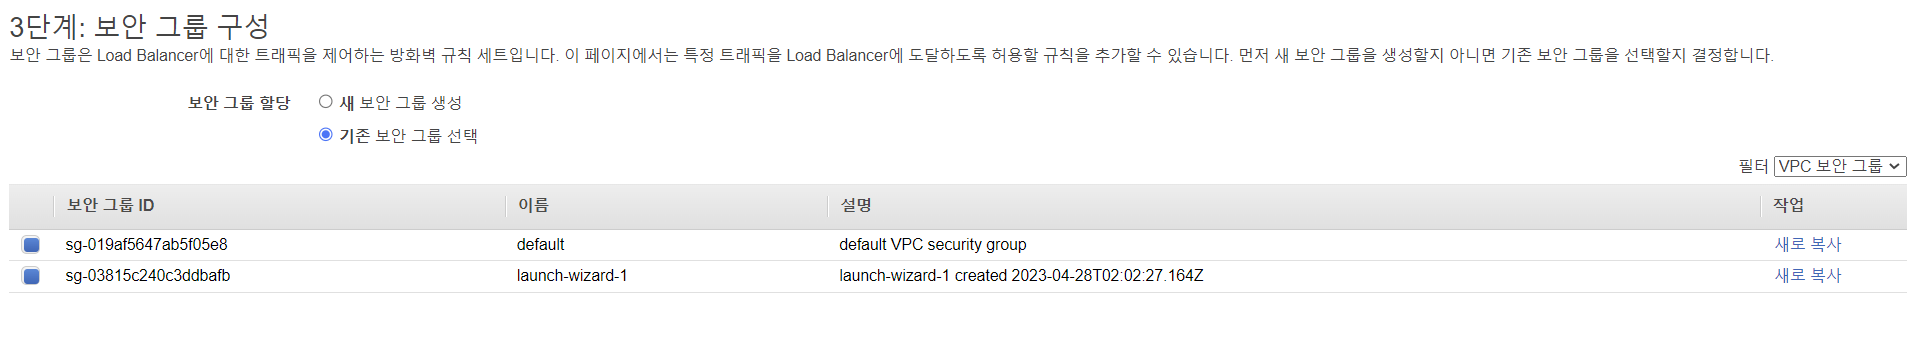 3단계: 보안 그룹 구성
보안 그룹은 Load Balancer에 대한 트래픽을 제어하는 방화벽 규칙 세트입니다. 이 페이지에서는 특정 트래픽을 Load Balancer에 도달하도록 허용할 규칙을 추가할 수 있습니다. 먼저 새 보안 그룹을 생성할지 아니면 기존 보안 그룹을 선택할지 결정합니다.
보안 그룹 할당 새 보안 그룹 생성
기존 보안 그룹 선택
필터 VPC 보안 그룹
보안 그룹 ID 이름 설명 작업
sg-019af5647ab5f05e8 default default VPC security group 새로 복사
sg-03815c240c3ddbafb launch-wizard-1 launch-wizard-1 created 2023-04-28T02:02:27.164Z 새로 복사